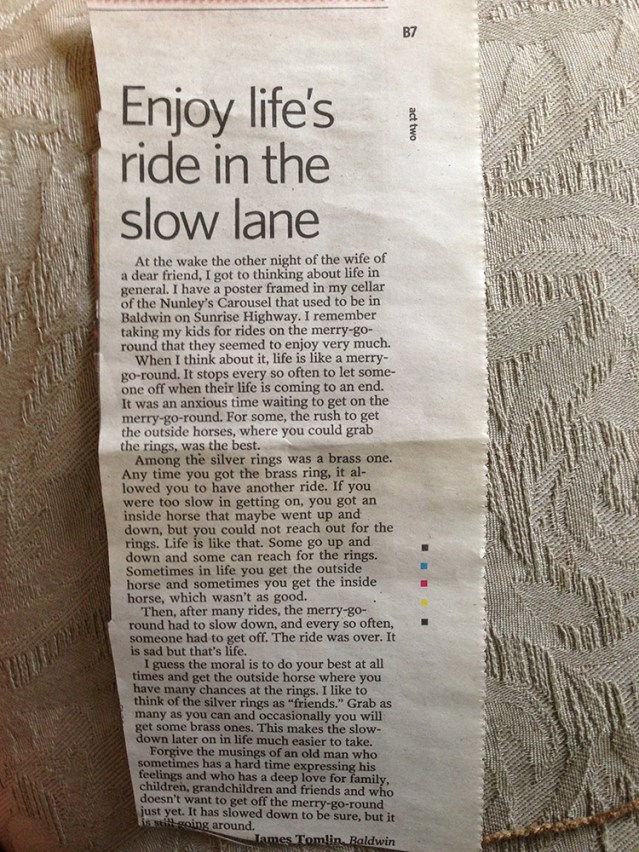 B7
act two
Enjoy life's
ride in the
slow lane
At the wake the other night of the wife of
a dear friend, I got to thinking about life in
general. I have a poster framed in my cellar
of the Nunley's Carousel that used to be in
Baldwin on Sunrise Highway. I remember
taking my kids for rides on the merry-go-
round that they seemed to enjoy very much.
When I think about it, life is like a merry-
go-round. It stops every so often to let some-
one off when their life is coming to an end.
It was an anxious time waiting to get on the
merry-go-round. For some, the rush to get
the outside horses, where you could grab
the rings, was the best.
Among the silver rings was a brass one.
Any time you got the brass ring, it al-
lowed you to have another ride. If you
were too slow in getting on, you got an
inside horse that maybe went up and
down, but you could not reach out for the
rings. Life is like that. Some go up and
down and some can reach for the rings.
Sometimes in life you get the outside
horse and sometimes you get the inside
horse, which wasn't as good.
Then, after many rides, the merry-go-
round had to slow down, and every so often,
someone had to get off. The ride was over. It
is sad but that's life.
I guess the moral is to do your best at all
times and get the outside horse where you
have many chances at the rings. I like to
think of the silver rings as "friends." Grab as
many as you can and occasionally you will
get some brass ones. This makes the slow-
down later on in life much easier to take.
Forgive the musings of an old man who
sometimes has a hard time expressing his
feelings and who has a deep love for family,
children, grandchildren and friends and who
doesn't want to get off the merry-go-round
just yet. It has slowed down to be sure, but it
is still going around.
James Tomlin, Baldwin